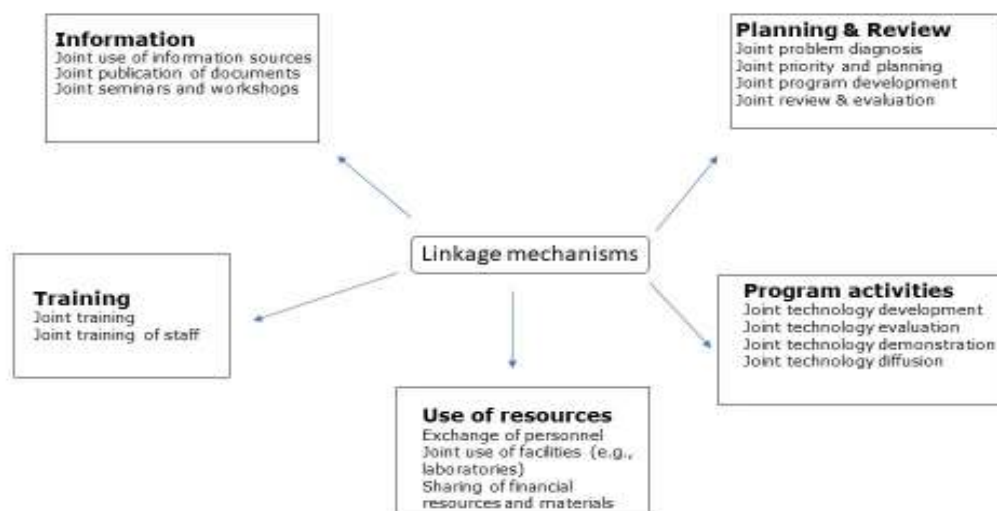 Information
Joint use of information sources
Joint publication of documents
Joint seminars and workshops
Planning & Review
Joint problem diagnosis
Joint priority and planning
Joint program development
Joint review & evaluation
Linkage mechanisms
Training
Joint training
Joint training of staff
Program activities
Joint technology development
Joint technology evaluation
Joint technology demonstration
Joint technology diffusion
Use of resources
Exchange of personnel
Joint use of facilities (e.g.,
laboratories)
Sharing of financial
resources and materials